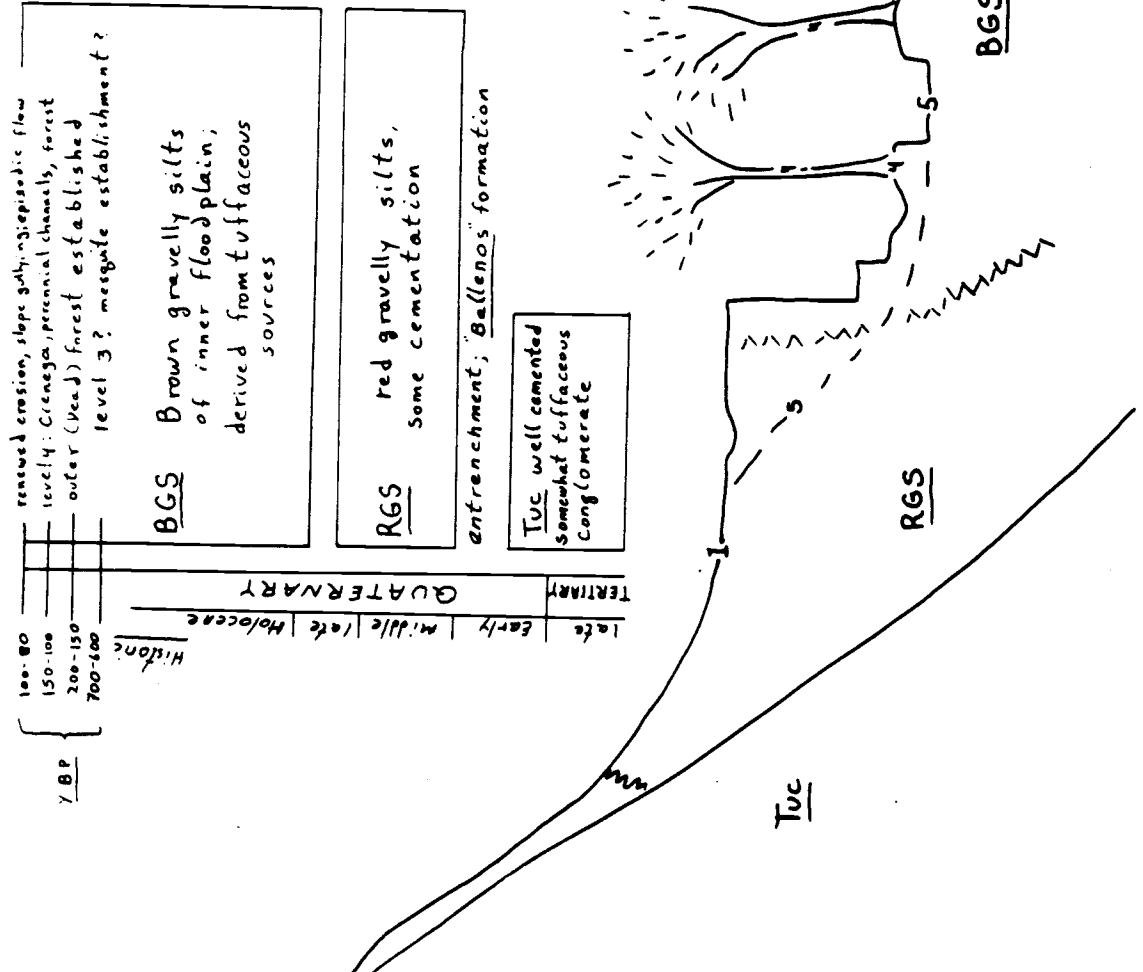 100-80 renewed erosion, slope gullying; episodic flow
150-100 level 4: Cienega, perennial channels, forest
200-150 outer (dead) forest established
700-600 level 3? mesquite establishment?
YBP
Historic
Holocene
late
middle
Early
Late
QUATERNARY
TERTIARY
BGS Brown gravelly silts
of inner floodplain;
derived from tuffaceous
sources
RGS red gravelly silts,
some cementation
entrenchment; "Ballenos" formation
Tuc well cemented
somewhat tuffaceous
conglomerate
BGS
5
4
1
5
RGS
Tuc